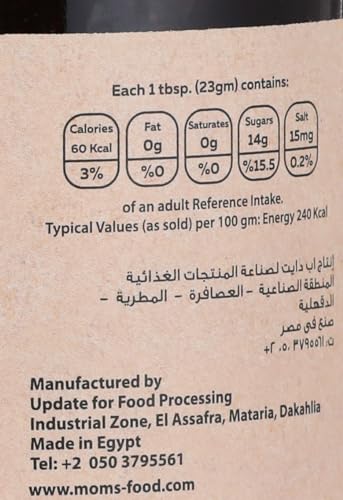 Each 1 tbsp. (23gm) contains:
Calories Fat Saturates Sugars Salt
60 Kcal 0g 0g 14g 15mg
3% %0 %0 %15.5 0.2%
of an adult Reference Intake.
Typical Values (as sold) per 100 gm: Energy 240 Kcal
إنتاج اب دايت لصناعة المنتجات الغذائية
المنطقة الصناعية - العصافرة - المطرية -
الدقهلية
صنع في مصر
ت: ٣٧٩٥٥٦١ ٠٥٠ ٢+
Manufactured by
Update for Food Processing
Industrial Zone, El Assafra, Mataria, Dakahlia
Made in Egypt
Tel: +2 050 3795561
www.moms-food.com